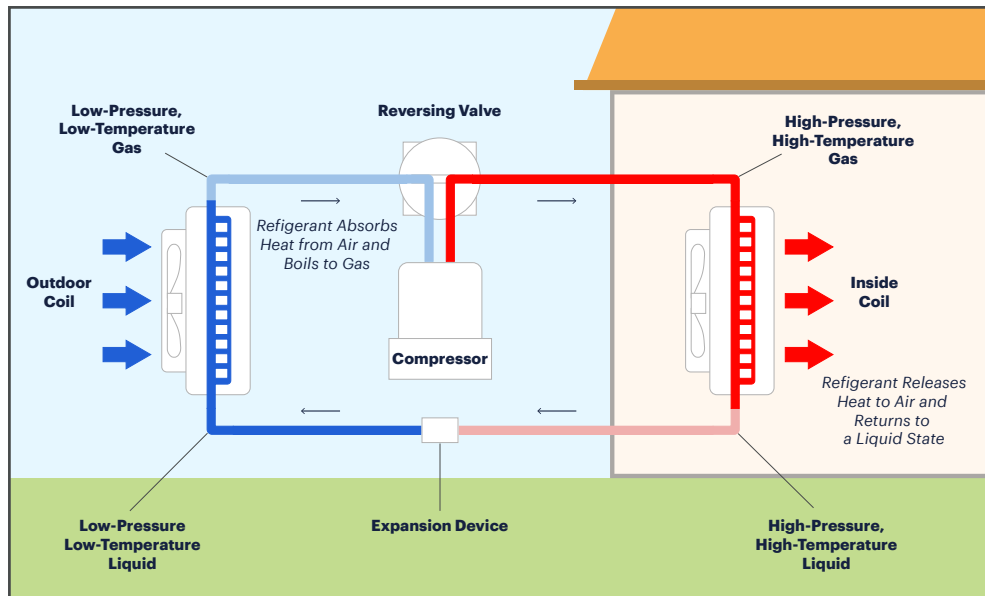 Low-Pressure,
Low-Temperature
Gas
Reversing Valve
High-Pressure,
High-Temperature
Gas
Refigerant Absorbs
Heat from Air and
Boils to Gas
Outdoor
Coil
Compressor
Inside
Coil
Refigerant Releases
Heat to Air and
Returns to
a Liquid State
Low-Pressure
Low-Temperature
Liquid
Expansion Device
High-Pressure,
High-Temperature
Liquid